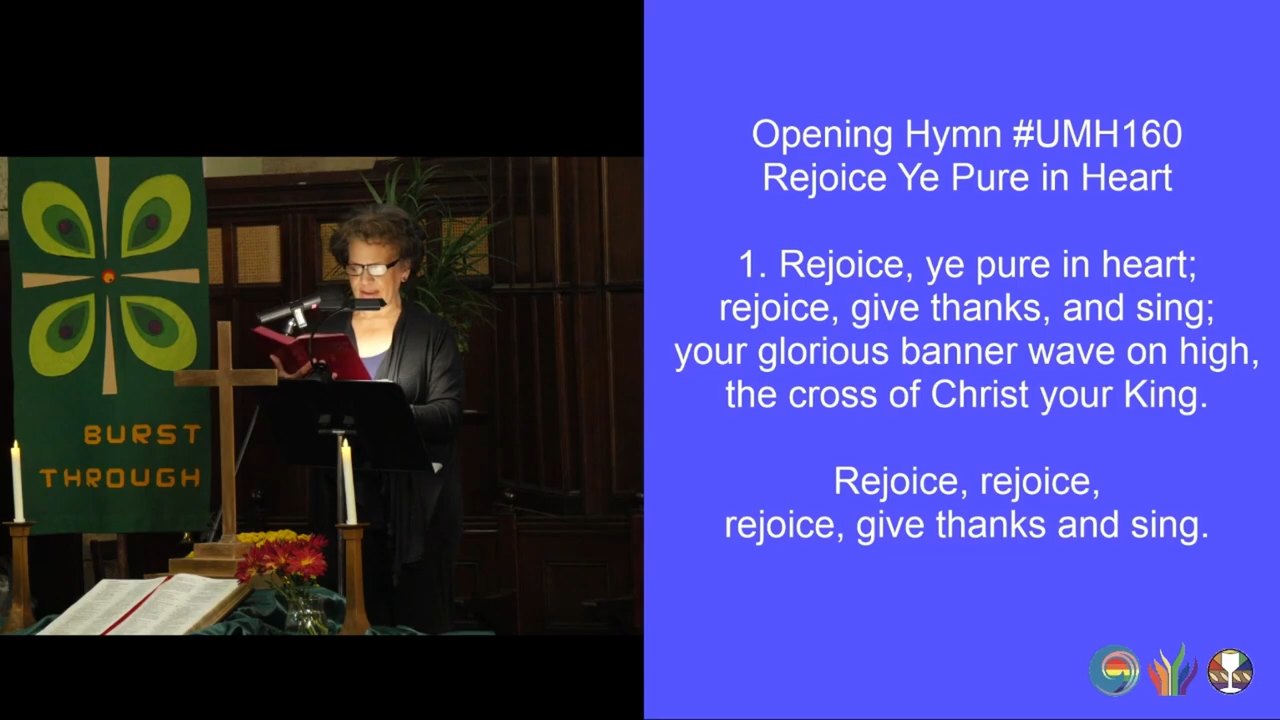 BURST
THROUGH
Opening Hymn #UMH160
Rejoice Ye Pure in Heart
1. Rejoice, ye pure in heart;
rejoice, give thanks, and sing;
your glorious banner wave on high,
the cross of Christ your King.
Rejoice, rejoice,
rejoice, give thanks and sing.